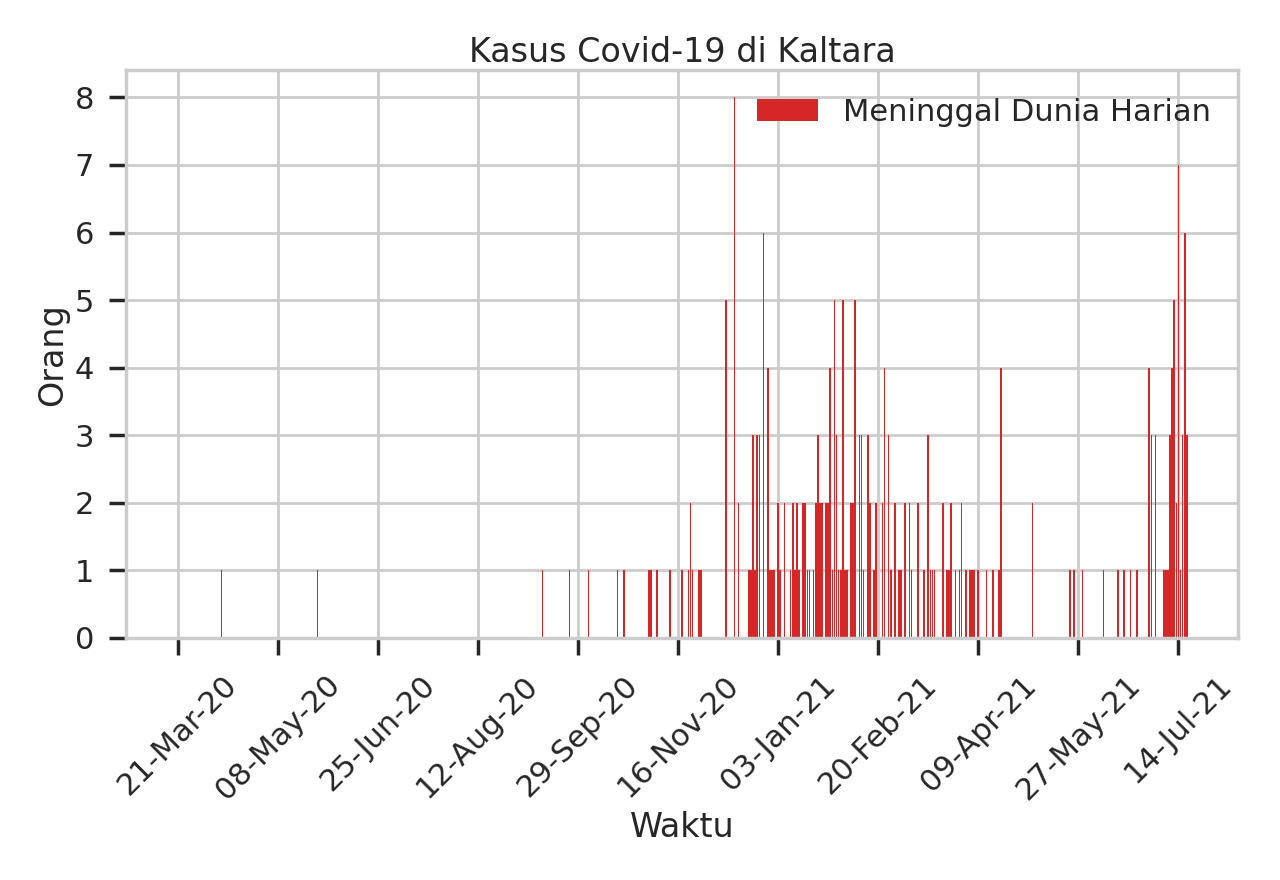 Kasus Covid-19 di Kaltara
Meninggal Dunia Harian
Orang
8
7
6
5
4
3
2
1
0
21-Mar-20
08-May-20
25-Jun-20
12-Aug-20
29-Sep-20
16-Nov-20
03-Jan-21
20-Feb-21
09-Apr-21
27-May-21
14-Jul-21
Waktu